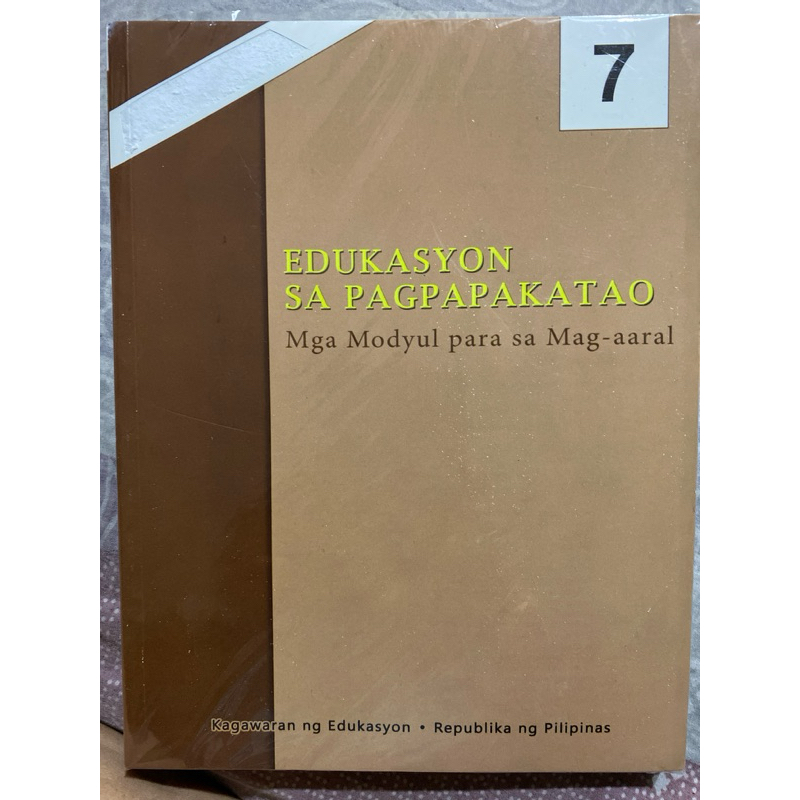 7
EDUKASYON
SA PAGPAPAKATAO
Mga Modyul para sa Mag-aaral
Kagawaran ng Edukasyon • Republika ng Pilipinas